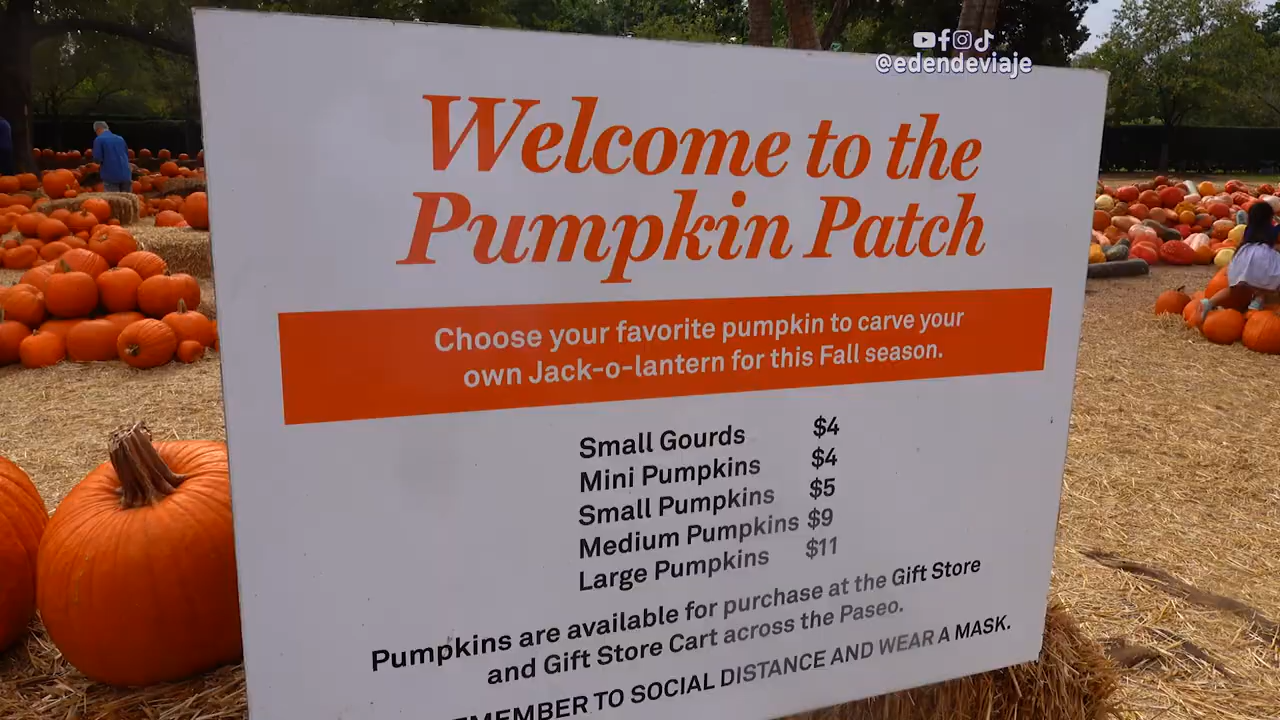 @edendeviaje
Welcome to the
Pumpkin Patch
Choose your favorite pumpkin to carve your
own Jack-o-lantern for this Fall season.
Small Gourds $4
Mini Pumpkins $4
Small Pumpkins $5
Medium Pumpkins $9
Large Pumpkins $11
Pumpkins are available for purchase at the Gift Store
and Gift Store Cart across the Paseo.
TO SOCIAL DISTANCE AND WEAR A MASK.